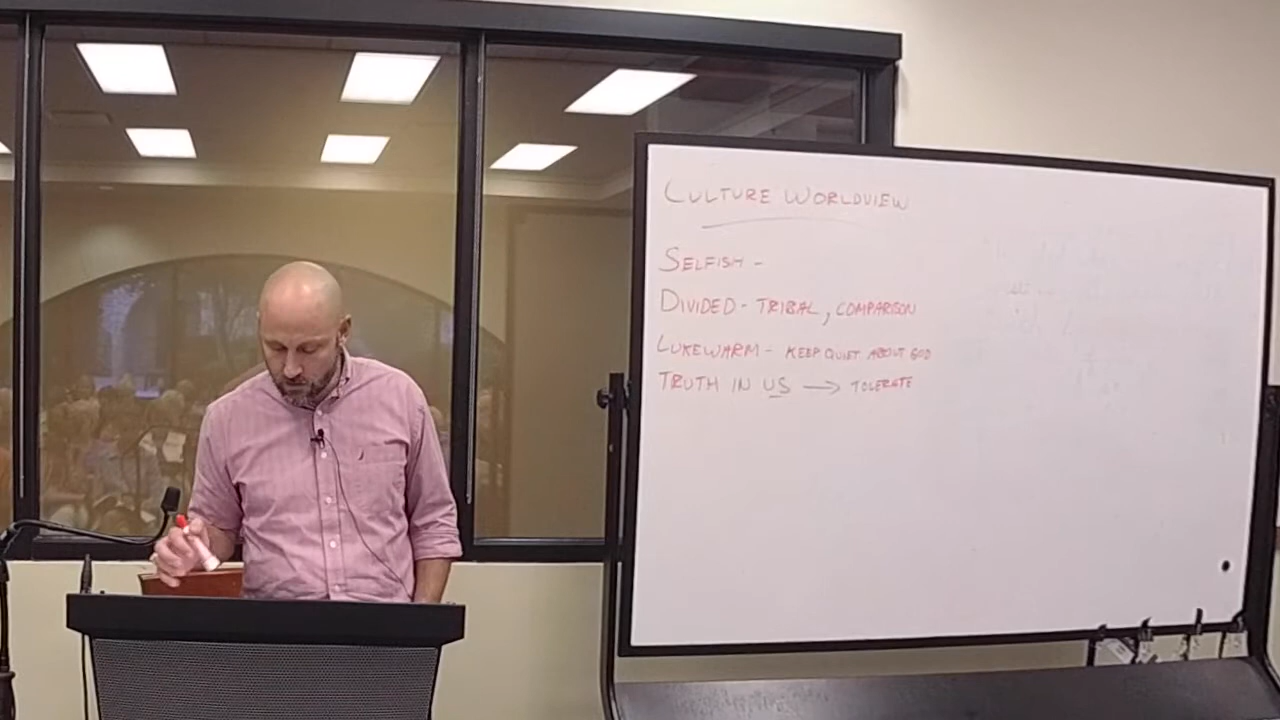 CULTURE WORLDVIEW
SELFISH -
DIVIDED - TRIBAL, COMPARISON
LUKEWARM - KEEP QUIET ABOUT GOD
TRUTH IN US → TOLERATE